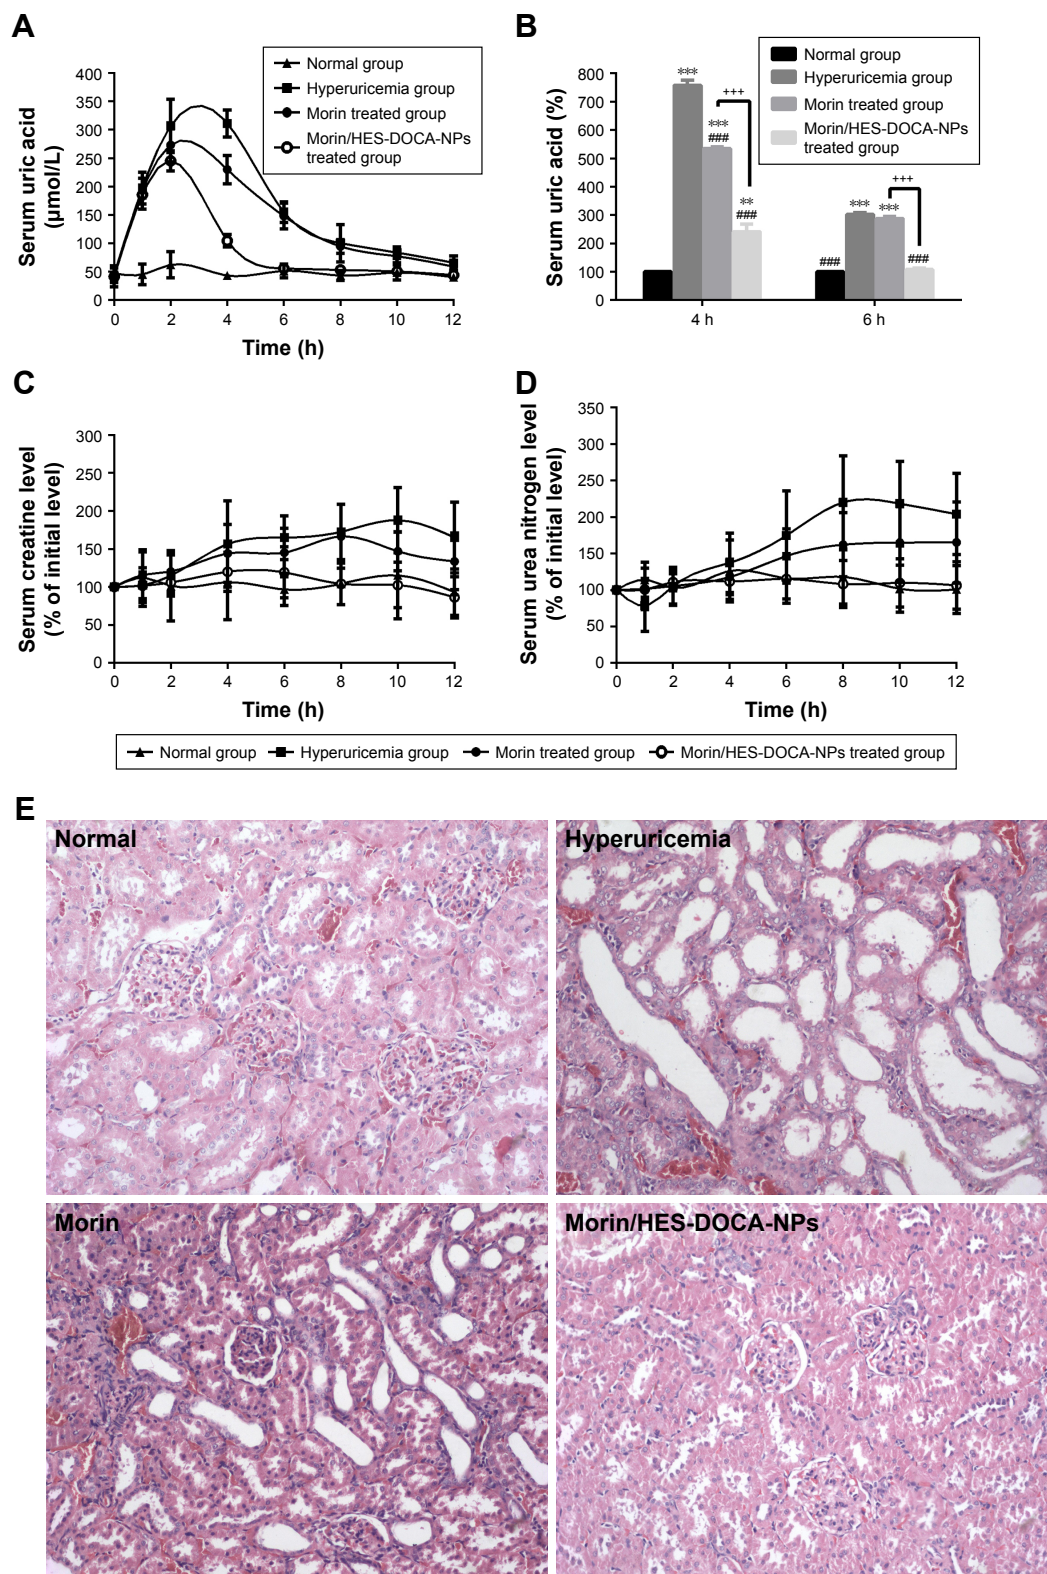 A
Normal group
Hyperuricemia group
Morin treated group
Morin/HES-DOCA-NPs
treated group
Serum uric acid
(μmol/L)
400
350
300
250
200
150
100
50
0
0 2 4 6 8 10 12
Time (h)
B
Normal group
Hyperuricemia group
Morin treated group
Morin/HES-DOCA-NPs
treated group
Serum uric acid (%)
800
700
600
500
400
300
200
100
0
***
+++
***
###
**
###
###
***
***
+++
###
4 h 6 h
C
Serum creatine level
(% of initial level)
300
250
200
150
100
50
0
0 2 4 6 8 10 12
Time (h)
D
Serum urea nitrogen level
(% of initial level)
350
300
250
200
150
100
50
0
0 2 4 6 8 10 12
Time (h)
Normal group Hyperuricemia group Morin treated group Morin/HES-DOCA-NPs treated group
E
Normal
Hyperuricemia
Morin
Morin/HES-DOCA-NPs